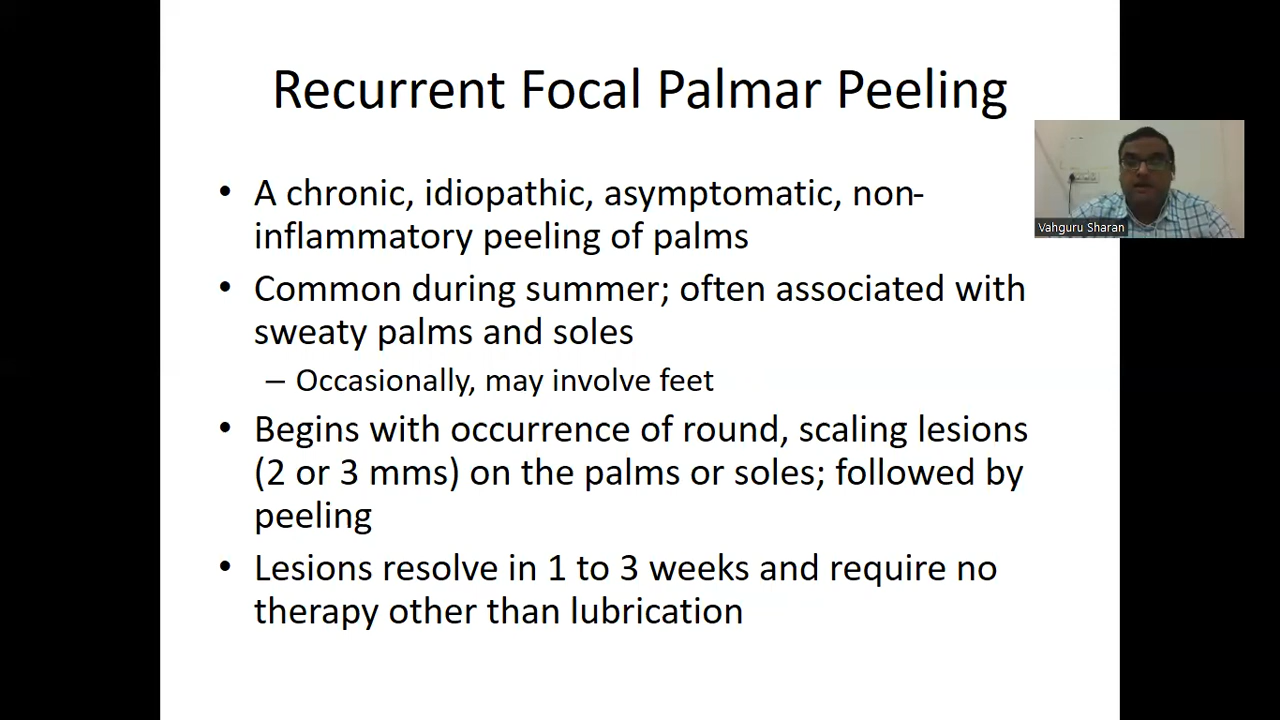 Recurrent Focal Palmar Peeling
• A chronic, idiopathic, asymptomatic, non-
inflammatory peeling of palms
• Common during summer; often associated with
sweaty palms and soles
– Occasionally, may involve feet
• Begins with occurrence of round, scaling lesions
(2 or 3 mms) on the palms or soles; followed by
peeling
• Lesions resolve in 1 to 3 weeks and require no
therapy other than lubrication
Vahguru Sharan